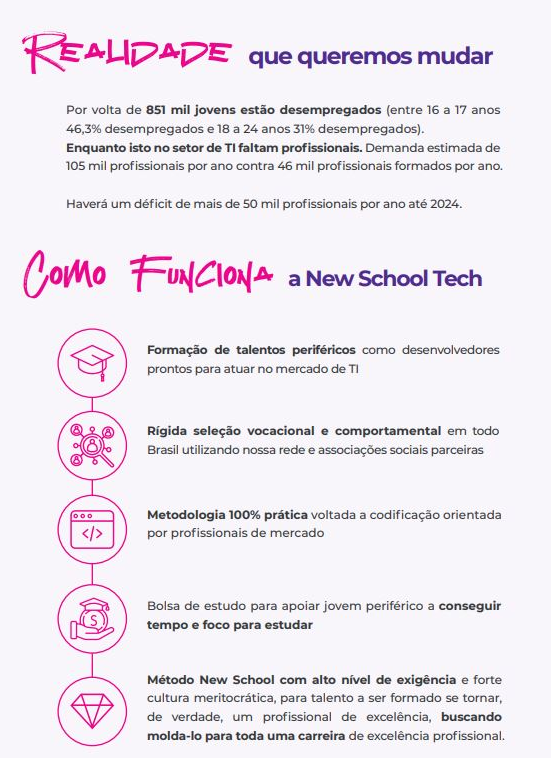 REALIDADE que queremos mudar
Por volta de 851 mil jovens estão desempregados (entre 16 a 17 anos
46,3% desempregados e 18 a 24 anos 31% desempregados).
Enquanto isto no setor de TI faltam profissionais. Demanda estimada de
105 mil profissionais por ano contra 46 mil profissionais formados por ano.
Haverá um déficit de mais de 50 mil profissionais por ano até 2024.
COMO FUNCIONA a New School Tech
Formação de talentos periféricos como desenvolvedores
prontos para atuar no mercado de TI
Rígida seleção vocacional e comportamental em todo
Brasil utilizando nossa rede e associações sociais parceiras
</>
Metodologia 100% prática voltada a codificação orientada
por profissionais de mercado
S
Bolsa de estudo para apoiar jovem periférico a conseguir
tempo e foco para estudar
Método New School com alto nível de exigência e forte
cultura meritocrática, para talento a ser formado se tornar,
de verdade, um profissional de excelência, buscando
molda-lo para toda uma carreira de excelência profissional.